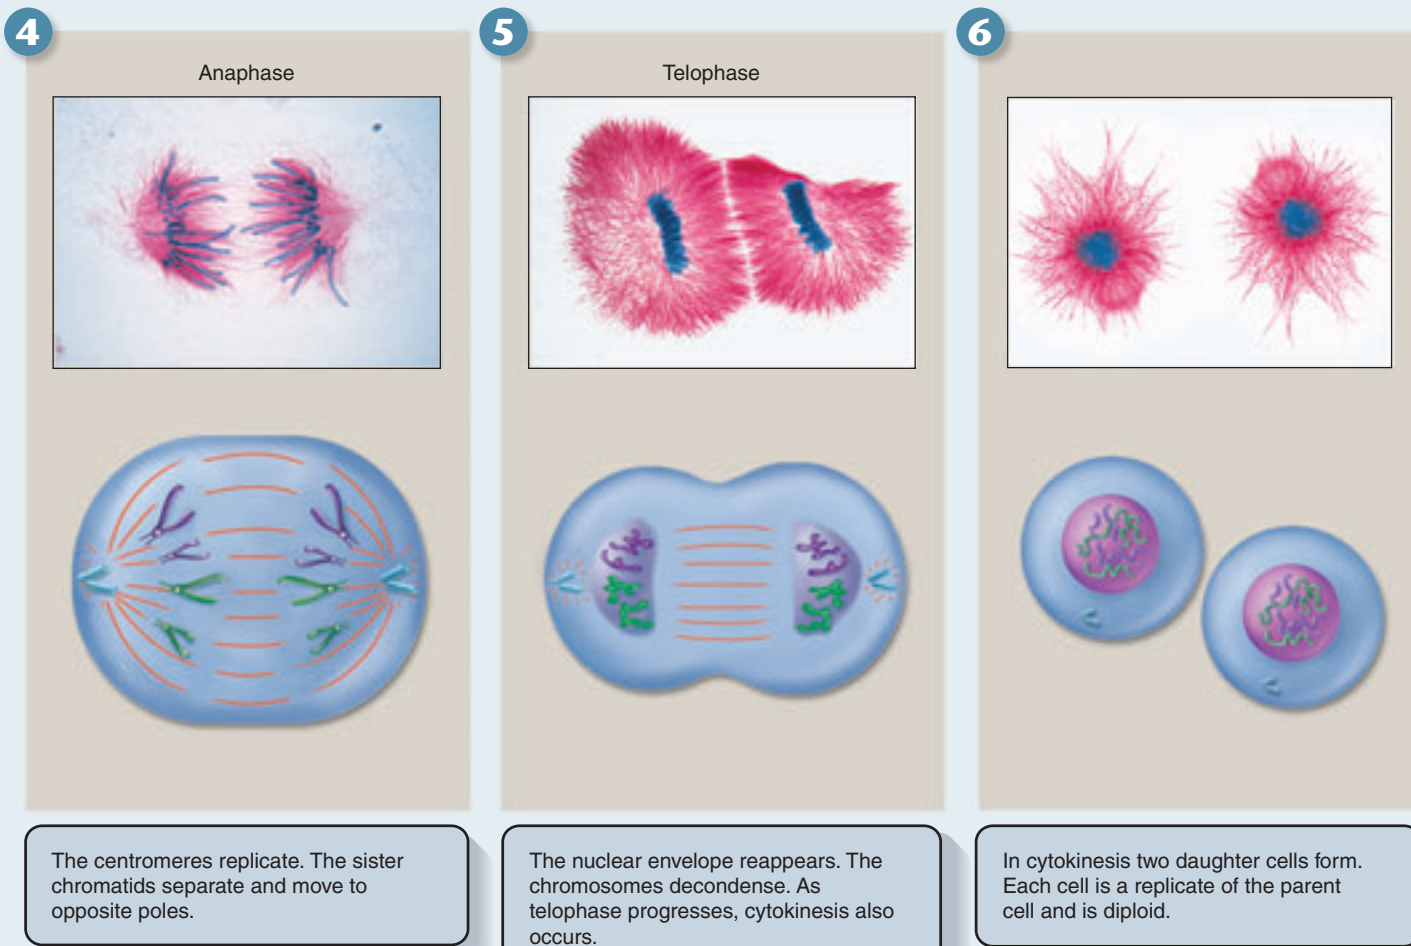 4
Anaphase
5
Telophase
6
The centromeres replicate. The sister
chromatids separate and move to
opposite poles.
The nuclear envelope reappears. The
chromosomes decondense. As
telophase progresses, cytokinesis also
occurs.
In cytokinesis two daughter cells form.
Each cell is a replicate of the parent
cell and is diploid.